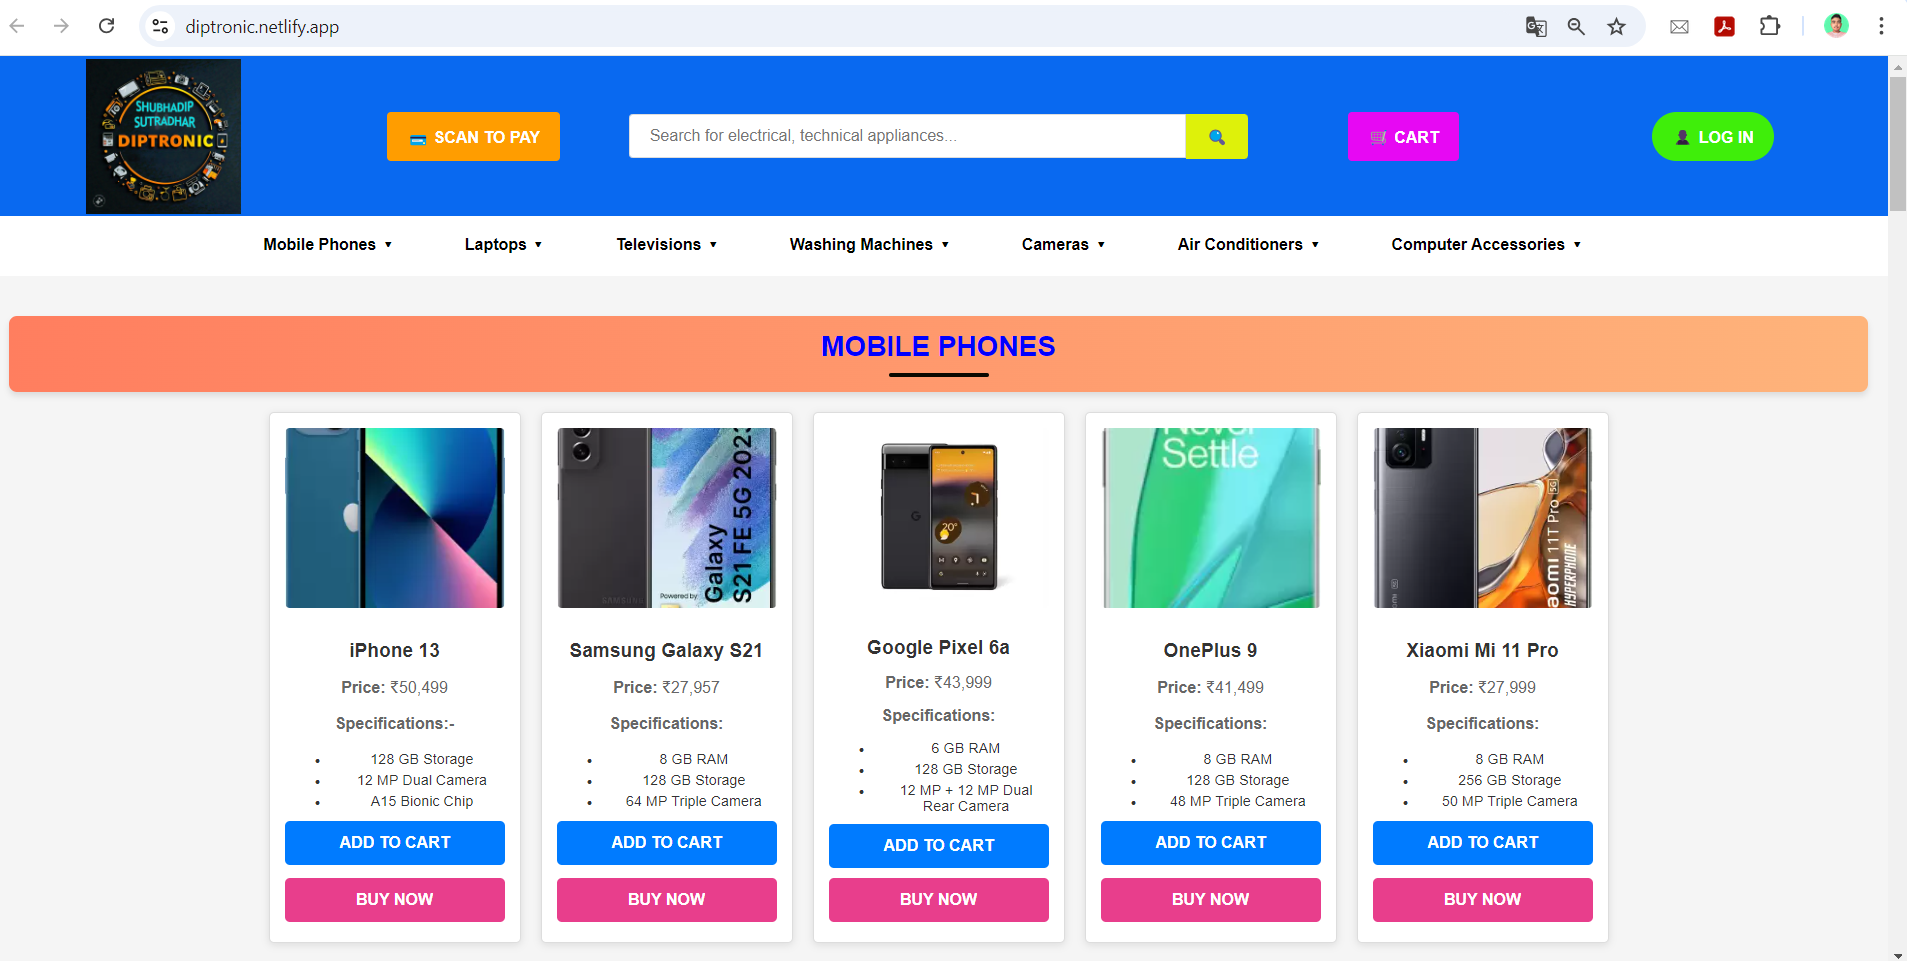 diptronic.netlify.app
SHUBHADIP
SUTRADHAR
DIPTRONIC
SCAN TO PAY
Search for electrical, technical appliances...
CART
LOG IN
Mobile Phones ▼
Laptops ▼
Televisions ▼
Washing Machines ▼
Cameras ▼
Air Conditioners ▼
Computer Accessories ▼
MOBILE PHONES
iPhone 13
Price: ₹50,499
Specifications:-
• 128 GB Storage
• 12 MP Dual Camera
• A15 Bionic Chip
ADD TO CART
BUY NOW
Galaxy
S21 FE 5G 2023
Powered by
SAMSUNG
Samsung Galaxy S21
Price: ₹27,957
Specifications:
• 8 GB RAM
• 128 GB Storage
• 64 MP Triple Camera
ADD TO CART
BUY NOW
20°
Google Pixel 6a
Price: ₹43,999
Specifications:
• 6 GB RAM
• 128 GB Storage
• 12 MP + 12 MP Dual
Rear Camera
ADD TO CART
BUY NOW
Never
Settle
OnePlus 9
Price: ₹41,499
Specifications:
• 8 GB RAM
• 128 GB Storage
• 48 MP Triple Camera
ADD TO CART
BUY NOW
aomi 11T Pro 5G
HYPERPHONE
Xiaomi Mi 11 Pro
Price: ₹27,999
Specifications:
• 8 GB RAM
• 256 GB Storage
• 50 MP Triple Camera
ADD TO CART
BUY NOW